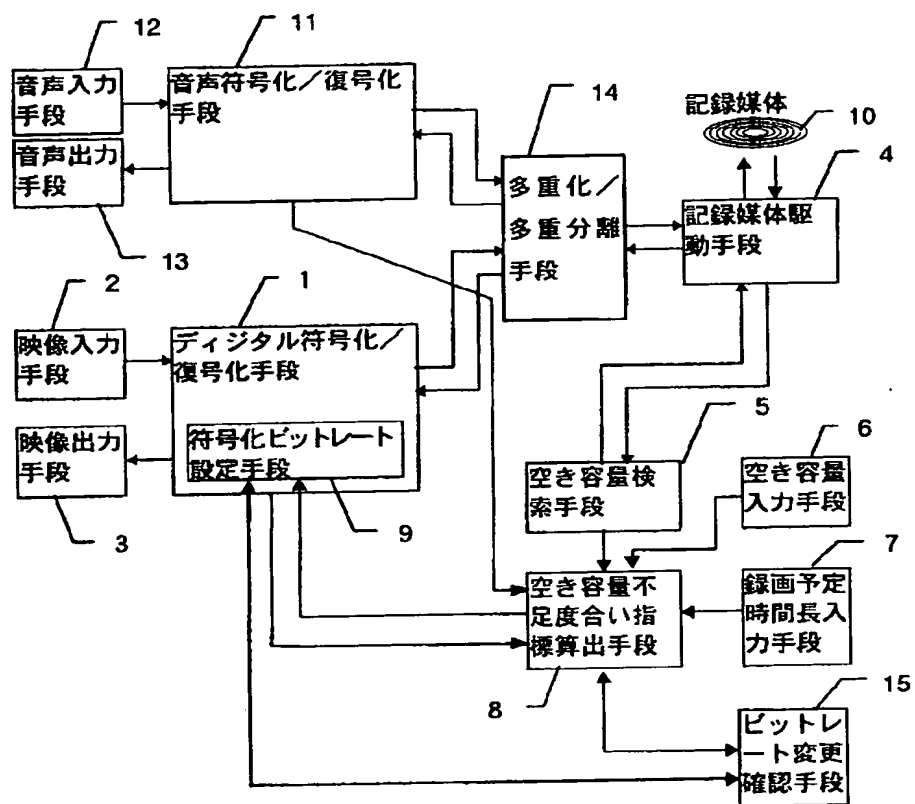 12
11
音声入力
手段
音声符号化／復号化
手段
14
記録媒体
10
4
音声出力
手段
13
多重化／
多重分離
手段
記録媒体駆
動手段
2
1
映像入力
手段
ディジタル符号化／
復号化手段
符号化ビットレート
設定手段
映像出力
手段
3
9
5
6
空き容量検
索手段
空き容量
入力手段
7
空き容量不
足度合い指
標算出手段
録画予定
時間長入
力手段
8
15
ビットレ
ート変更
確認手段